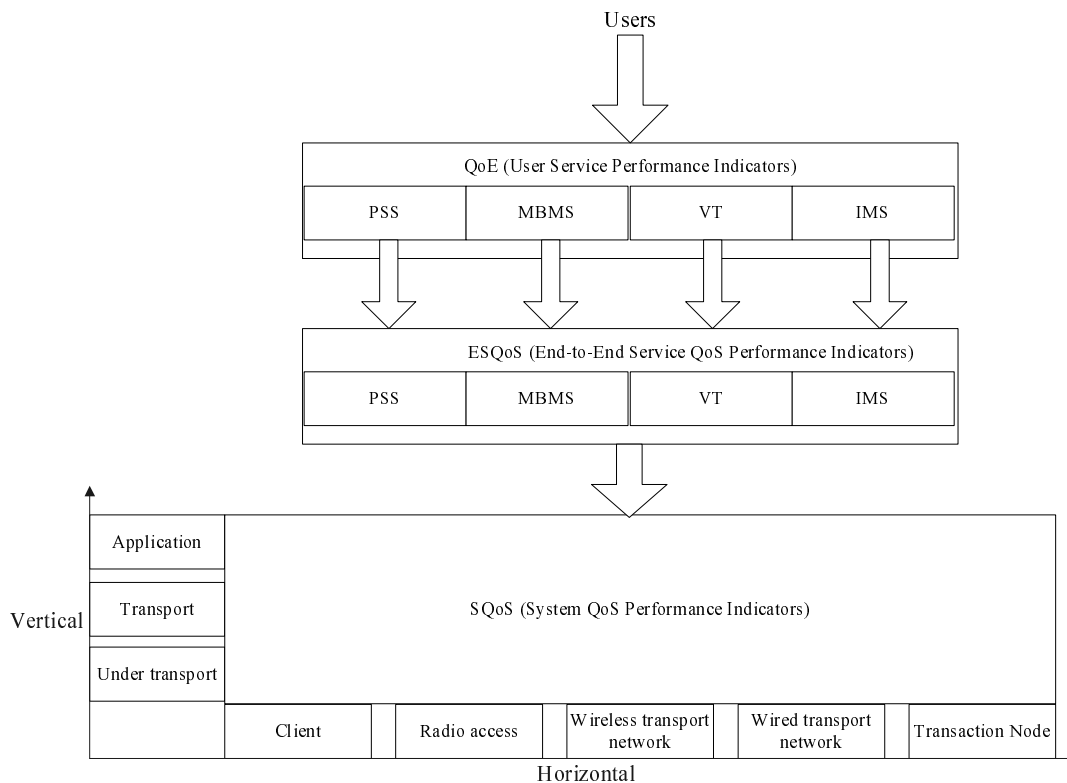 Users
QoE (User Service Performance Indicators)
PSS
MBMS
VT
IMS
ESQoS (End-to-End Service QoS Performance Indicators)
PSS
MBMS
VT
IMS
Application
Transport
Vertical
Under transport
SQoS (System QoS Performance Indicators)
Client
Radio access
Wireless transport
network
Wired transport
network
Transaction Node
Horizontal